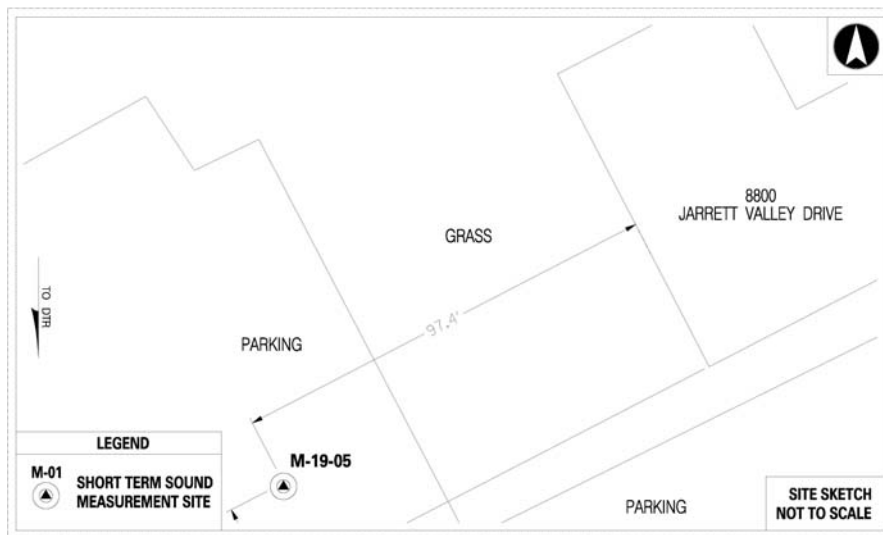 8800
JARRETT VALLEY DRIVE
GRASS
TO DTR
97.4'
PARKING
LEGEND
M-01
SHORT TERM SOUND
MEASUREMENT SITE
M-19-05
PARKING
SITE SKETCH
NOT TO SCALE